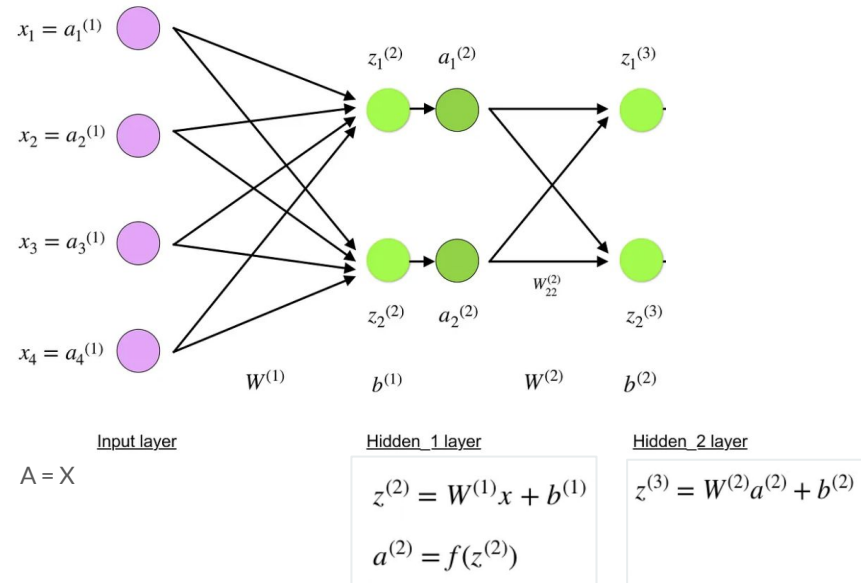 x₁ = a₁⁽¹⁾
z₁⁽²⁾ a₁⁽²⁾ z₁⁽³⁾
x₂ = a₂⁽¹⁾
x₃ = a₃⁽¹⁾
W₂₂⁽²⁾
z₂⁽²⁾ a₂⁽²⁾ z₂⁽³⁾
x₄ = a₄⁽¹⁾
W⁽¹⁾ b⁽¹⁾ W⁽²⁾ b⁽²⁾
Input layer Hidden_1 layer Hidden_2 layer
A = X
z⁽²⁾ = W⁽¹⁾x + b⁽¹⁾ z⁽³⁾ = W⁽²⁾a⁽²⁾ + b⁽²⁾
a⁽²⁾ = f(z⁽²⁾)